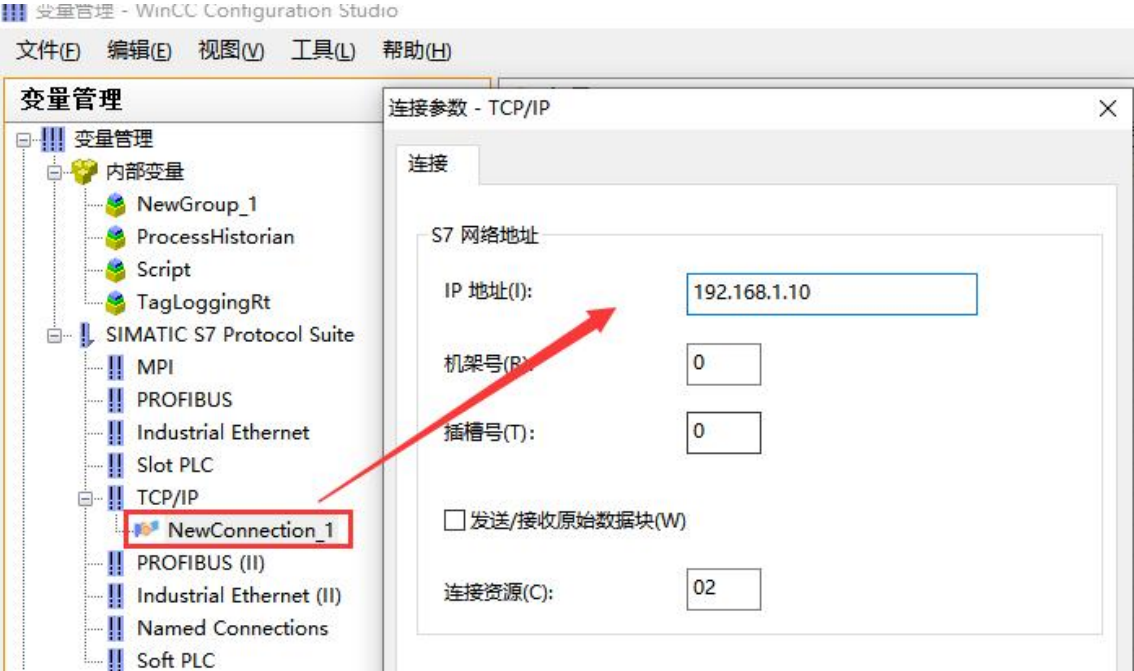 变量管理 - WinCC Configuration Studio
文件(F) 编辑(E) 视图(V) 工具(L) 帮助(H)
变量管理
变量管理
内部变量
NewGroup_1
ProcessHistorian
Script
TagLoggingRt
SIMATIC S7 Protocol Suite
MPI
PROFIBUS
Industrial Ethernet
Slot PLC
TCP/IP
NewConnection_1
PROFIBUS (II)
Industrial Ethernet (II)
Named Connections
Soft PLC
连接参数 - TCP/IP
连接
S7 网络地址
IP 地址(I): 192.168.1.10
机架号(R): 0
插槽号(T): 0
发送/接收原始数据块(W)
连接资源(C): 02